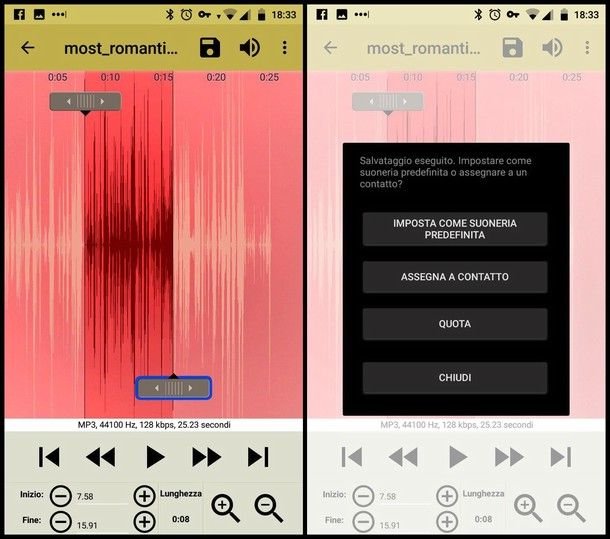 18:33
most_romanti...
0:05 0:10 0:15 0:20 0:25
MP3, 44100 Hz, 128 kbps, 25.23 secondi
Inizio: 7.58 Lunghezza
Fine: 15.91 0:08
18:33
most_romanti...
0:05 0:10 0:15 0:20 0:25
Salvataggio eseguito. Impostare come
suoneria predefinita o assegnare a un
contatto?
IMPOSTA COME SUONERIA
PREDEFINITA
ASSEGNA A CONTATTO
QUOTA
CHIUDI
MP3, 44100 Hz, 128 kbps, 25.23 secondi
Inizio: 7.58 Lunghezza
Fine: 15.91 0:08